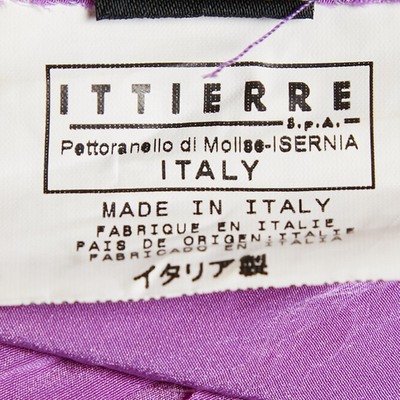 ITTIERRE
S.p.A.
Pettoranello di Molise-ISERNIA
ITALY
MADE IN ITALY
FABRIQUE EN ITALIE
PAIS DE ORIGEN:ITALIE
FABRICADO EN ITALIA
イタリア製